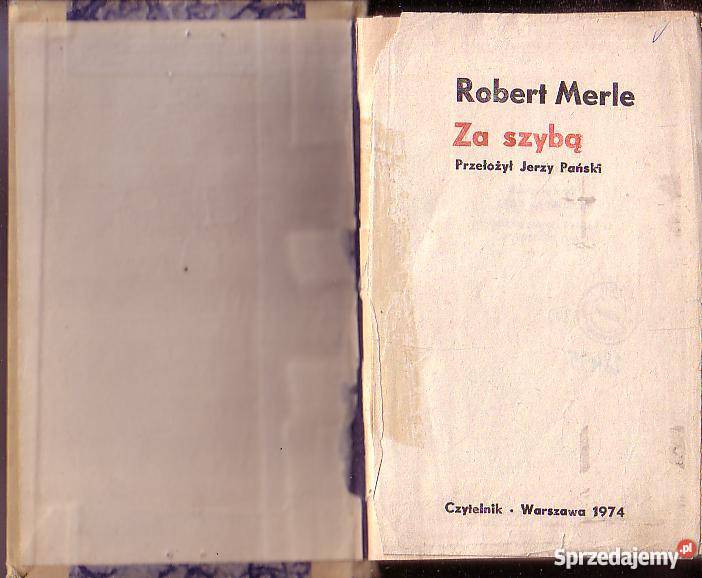 Robert Merle
Za szybą
Przełożył Jerzy Pański
Czytelnik • Warszawa 1974
Sprzedajemy.pl